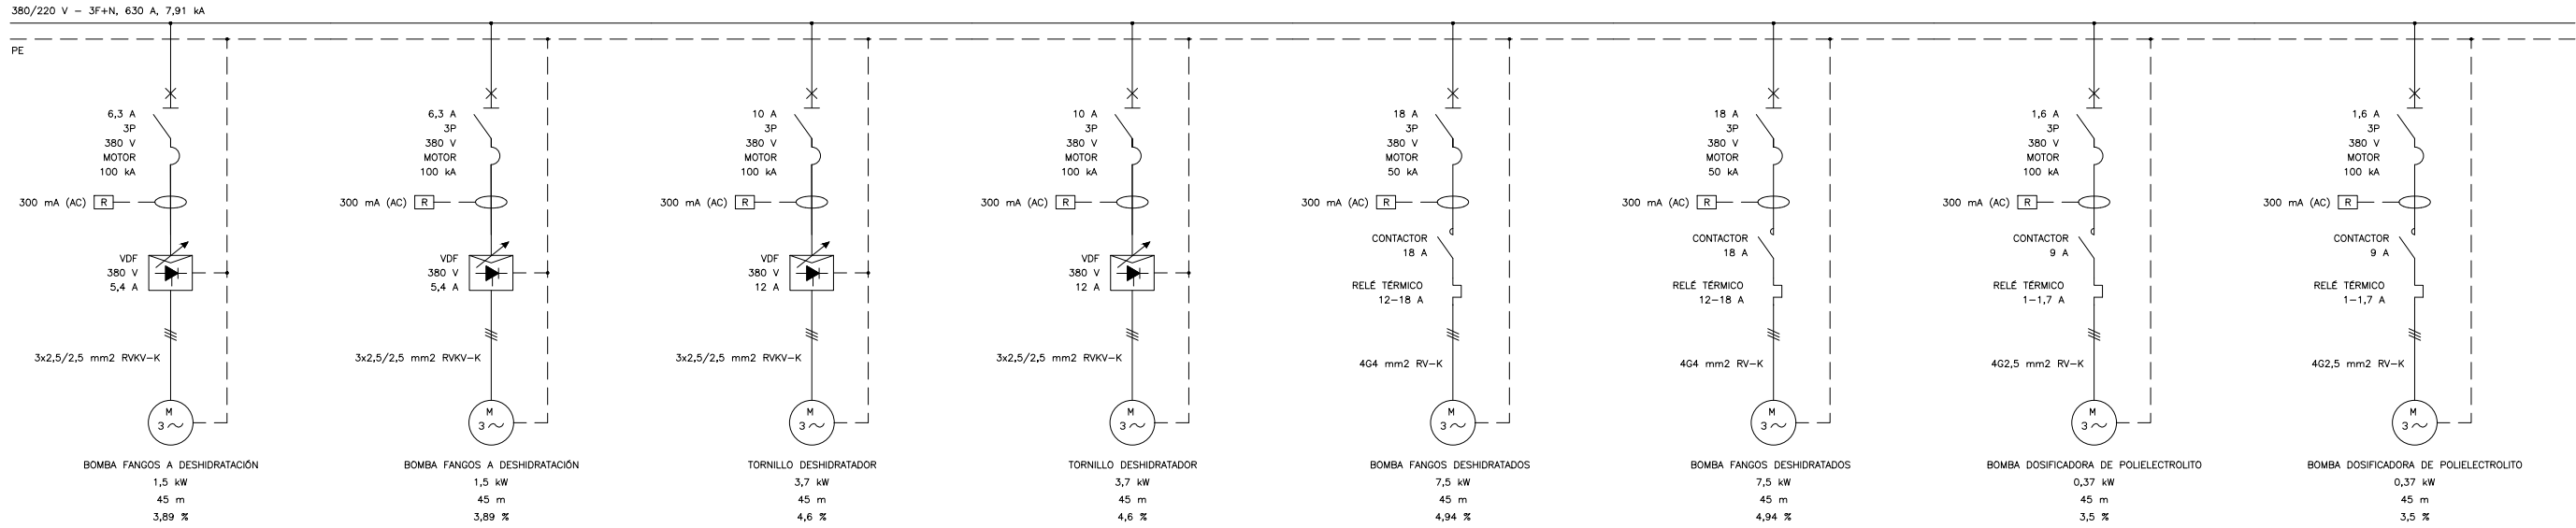 380/220 V - 3F+N, 630 A, 7,91 kA
PE
6,3 A
3P
380 V
MOTOR
100 kA
300 mA (AC) R
VDF
380 V
5,4 A
3x2,5/2,5 mm2 RVKV-K
M
3~
BOMBA FANGOS A DESHIDRATACIÓN
1,5 kW
45 m
3,89 %
6,3 A
3P
380 V
MOTOR
100 kA
300 mA (AC) R
VDF
380 V
5,4 A
3x2,5/2,5 mm2 RVKV-K
M
3~
BOMBA FANGOS A DESHIDRATACIÓN
1,5 kW
45 m
3,89 %
10 A
3P
380 V
MOTOR
100 kA
300 mA (AC) R
VDF
380 V
12 A
3x2,5/2,5 mm2 RVKV-K
M
3~
TORNILLO DESHIDRATADOR
3,7 kW
45 m
4,6 %
10 A
3P
380 V
MOTOR
100 kA
300 mA (AC) R
VDF
380 V
12 A
3x2,5/2,5 mm2 RVKV-K
M
3~
TORNILLO DESHIDRATADOR
3,7 kW
45 m
4,6 %
18 A
3P
380 V
MOTOR
50 kA
300 mA (AC) R
CONTACTOR
18 A
RELÉ TÉRMICO
12-18 A
4G4 mm2 RV-K
M
3~
BOMBA FANGOS DESHIDRATADOS
7,5 kW
45 m
4,94 %
18 A
3P
380 V
MOTOR
50 kA
300 mA (AC) R
CONTACTOR
18 A
RELÉ TÉRMICO
12-18 A
4G4 mm2 RV-K
M
3~
BOMBA FANGOS DESHIDRATADOS
7,5 kW
45 m
4,94 %
1,6 A
3P
380 V
MOTOR
100 kA
300 mA (AC) R
CONTACTOR
9 A
RELÉ TÉRMICO
1-1,7 A
4G2,5 mm2 RV-K
M
3~
BOMBA DOSIFICADORA DE POLIELECTROLITO
0,37 kW
45 m
3,5 %
1,6 A
3P
380 V
MOTOR
100 kA
300 mA (AC) R
CONTACTOR
9 A
RELÉ TÉRMICO
1-1,7 A
4G2,5 mm2 RV-K
M
3~
BOMBA DOSIFICADORA DE POLIELECTROLITO
0,37 kW
45 m
3,5 %